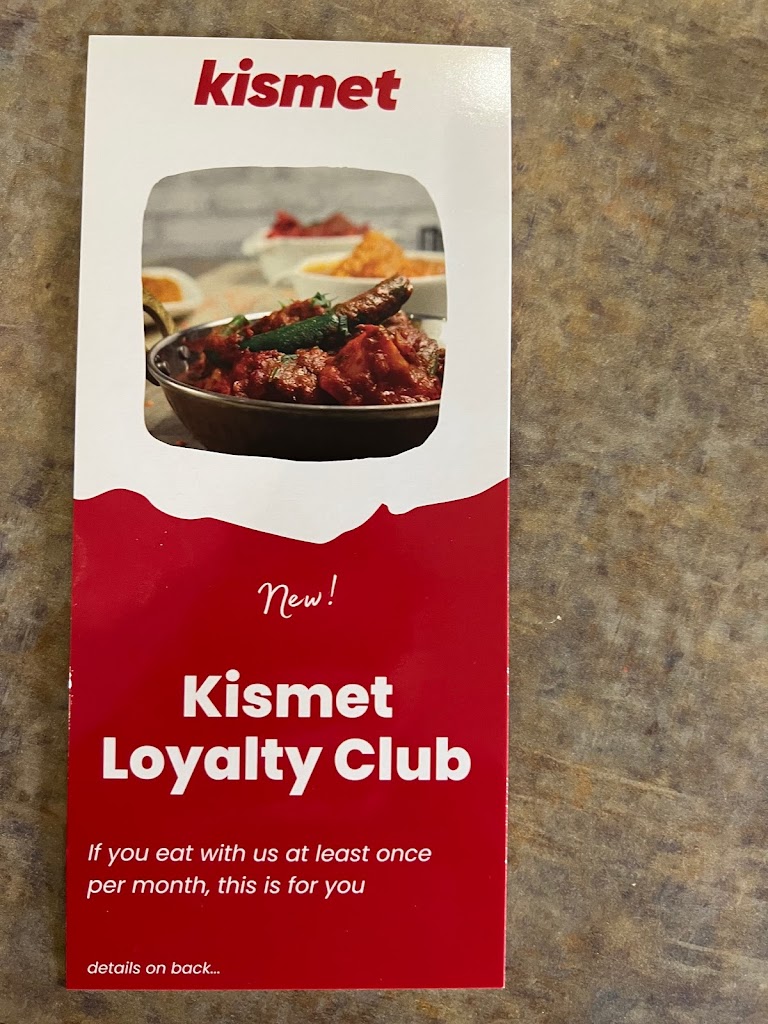 kismet
New!
Kismet
Loyalty Club
If you eat with us at least once
per month, this is for you
details on back...